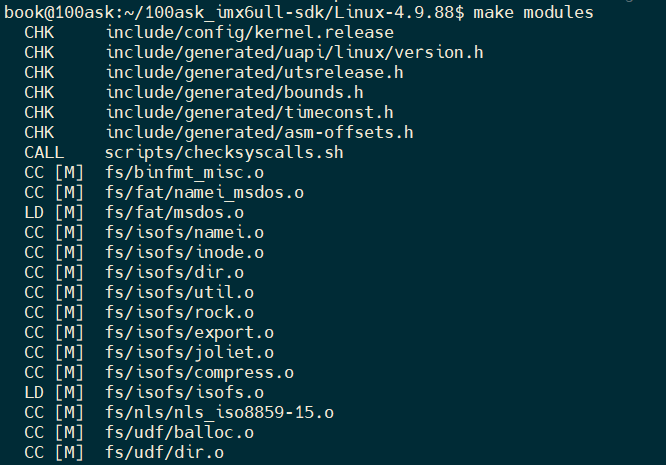 book@100ask:~/100ask_imx6ull-sdk/Linux-4.9.88$ make modules
CHK     include/config/kernel.release
CHK     include/generated/uapi/linux/version.h
CHK     include/generated/utsrelease.h
CHK     include/generated/bounds.h
CHK     include/generated/timeconst.h
CHK     include/generated/asm-offsets.h
CALL    scripts/checksyscalls.sh
CC [M]  fs/binfmt_misc.o
CC [M]  fs/fat/namei_msdos.o
LD [M]  fs/fat/msdos.o
CC [M]  fs/isofs/namei.o
CC [M]  fs/isofs/inode.o
CC [M]  fs/isofs/dir.o
CC [M]  fs/isofs/util.o
CC [M]  fs/isofs/rock.o
CC [M]  fs/isofs/export.o
CC [M]  fs/isofs/joliet.o
CC [M]  fs/isofs/compress.o
LD [M]  fs/isofs/isofs.o
CC [M]  fs/nls/nls_iso8859-15.o
CC [M]  fs/udf/balloc.o
CC [M]  fs/udf/dir.o